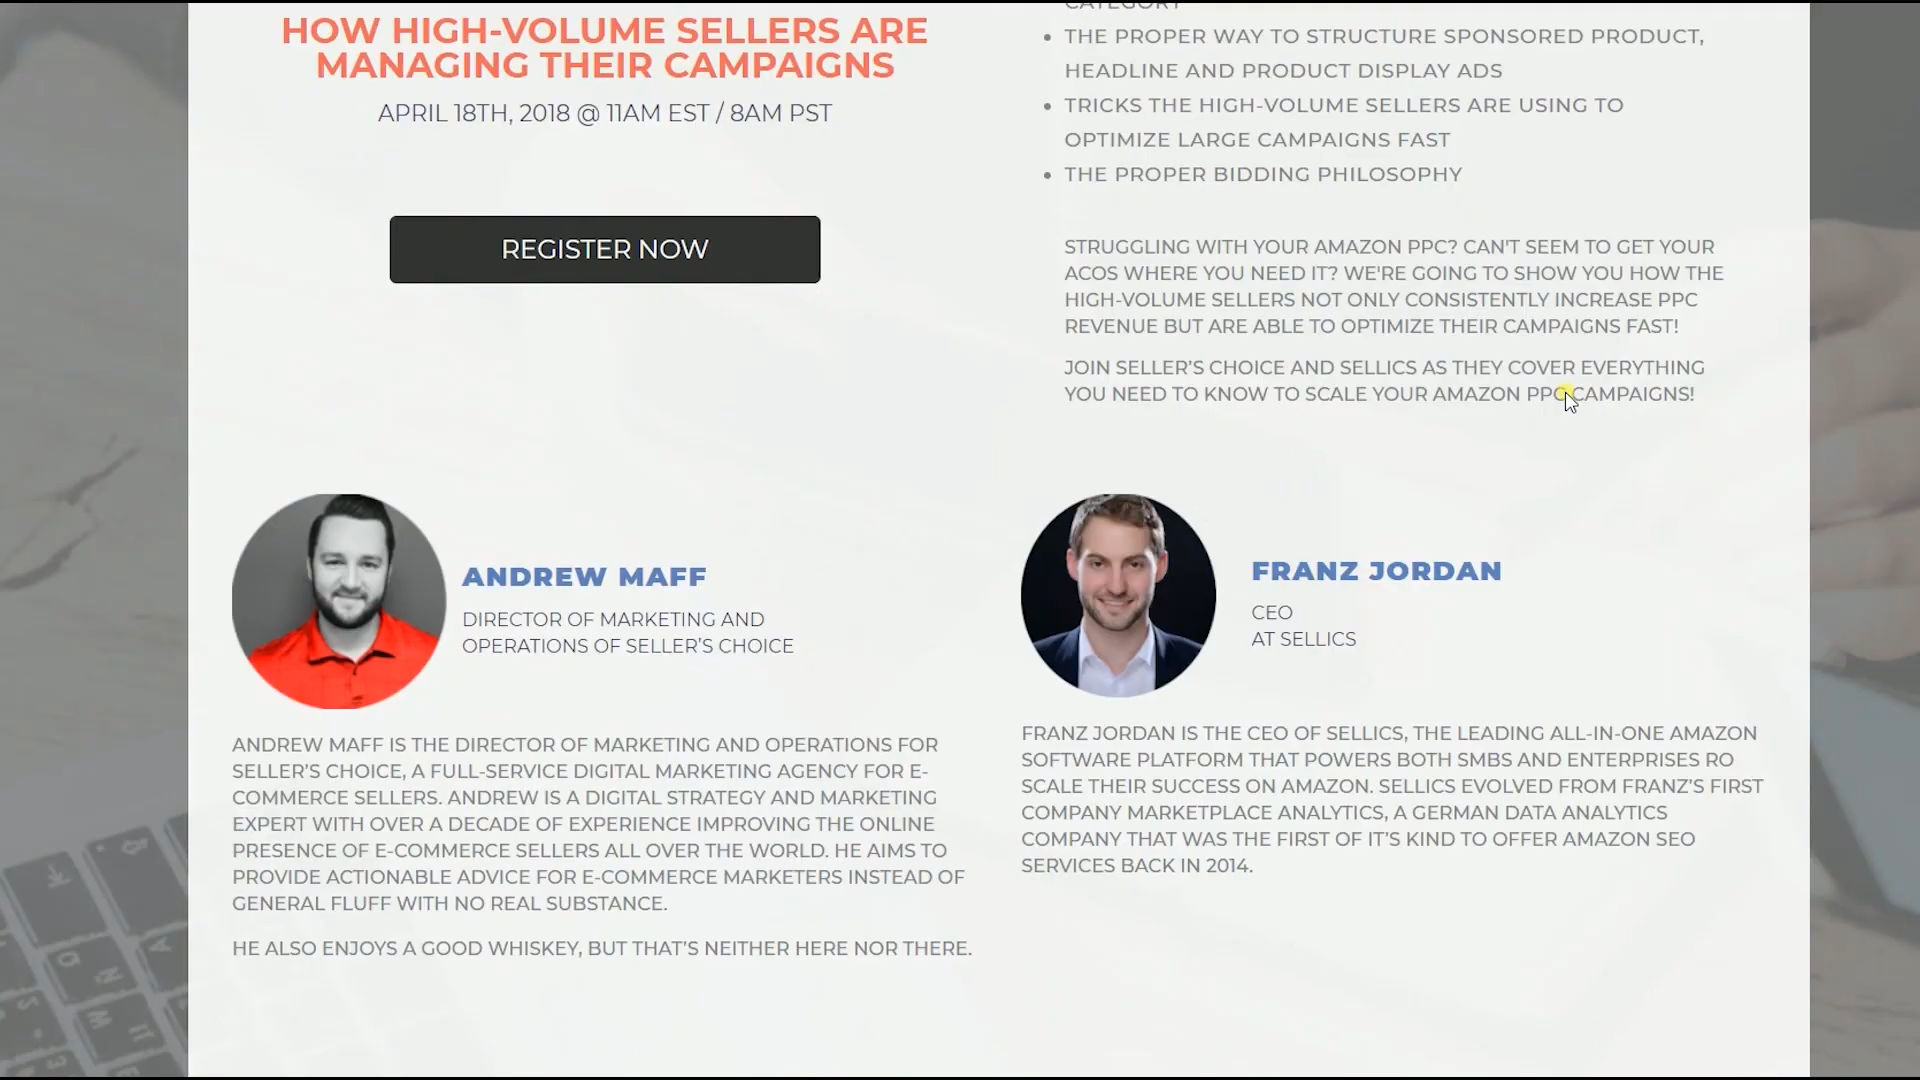 HOW HIGH-VOLUME SELLERS ARE
MANAGING THEIR CAMPAIGNS
APRIL 18TH, 2018 @ 11AM EST / 8AM PST
REGISTER NOW
CATEGORY
• THE PROPER WAY TO STRUCTURE SPONSORED PRODUCT,
HEADLINE AND PRODUCT DISPLAY ADS
• TRICKS THE HIGH-VOLUME SELLERS ARE USING TO
OPTIMIZE LARGE CAMPAIGNS FAST
• THE PROPER BIDDING PHILOSOPHY
STRUGGLING WITH YOUR AMAZON PPC? CAN'T SEEM TO GET YOUR
ACOS WHERE YOU NEED IT? WE'RE GOING TO SHOW YOU HOW THE
HIGH-VOLUME SELLERS NOT ONLY CONSISTENTLY INCREASE PPC
REVENUE BUT ARE ABLE TO OPTIMIZE THEIR CAMPAIGNS FAST!
JOIN SELLER'S CHOICE AND SELLICS AS THEY COVER EVERYTHING
YOU NEED TO KNOW TO SCALE YOUR AMAZON PPC CAMPAIGNS!
ANDREW MAFF
DIRECTOR OF MARKETING AND
OPERATIONS OF SELLER'S CHOICE
ANDREW MAFF IS THE DIRECTOR OF MARKETING AND OPERATIONS FOR
SELLER'S CHOICE, A FULL-SERVICE DIGITAL MARKETING AGENCY FOR E-
COMMERCE SELLERS. ANDREW IS A DIGITAL STRATEGY AND MARKETING
EXPERT WITH OVER A DECADE OF EXPERIENCE IMPROVING THE ONLINE
PRESENCE OF E-COMMERCE SELLERS ALL OVER THE WORLD. HE AIMS TO
PROVIDE ACTIONABLE ADVICE FOR E-COMMERCE MARKETERS INSTEAD OF
GENERAL FLUFF WITH NO REAL SUBSTANCE.
HE ALSO ENJOYS A GOOD WHISKEY, BUT THAT'S NEITHER HERE NOR THERE.
FRANZ JORDAN
CEO
AT SELLICS
FRANZ JORDAN IS THE CEO OF SELLICS, THE LEADING ALL-IN-ONE AMAZON
SOFTWARE PLATFORM THAT POWERS BOTH SMBS AND ENTERPRISES RO
SCALE THEIR SUCCESS ON AMAZON. SELLICS EVOLVED FROM FRANZ'S FIRST
COMPANY MARKETPLACE ANALYTICS, A GERMAN DATA ANALYTICS
COMPANY THAT WAS THE FIRST OF IT'S KIND TO OFFER AMAZON SEO
SERVICES BACK IN 2014.